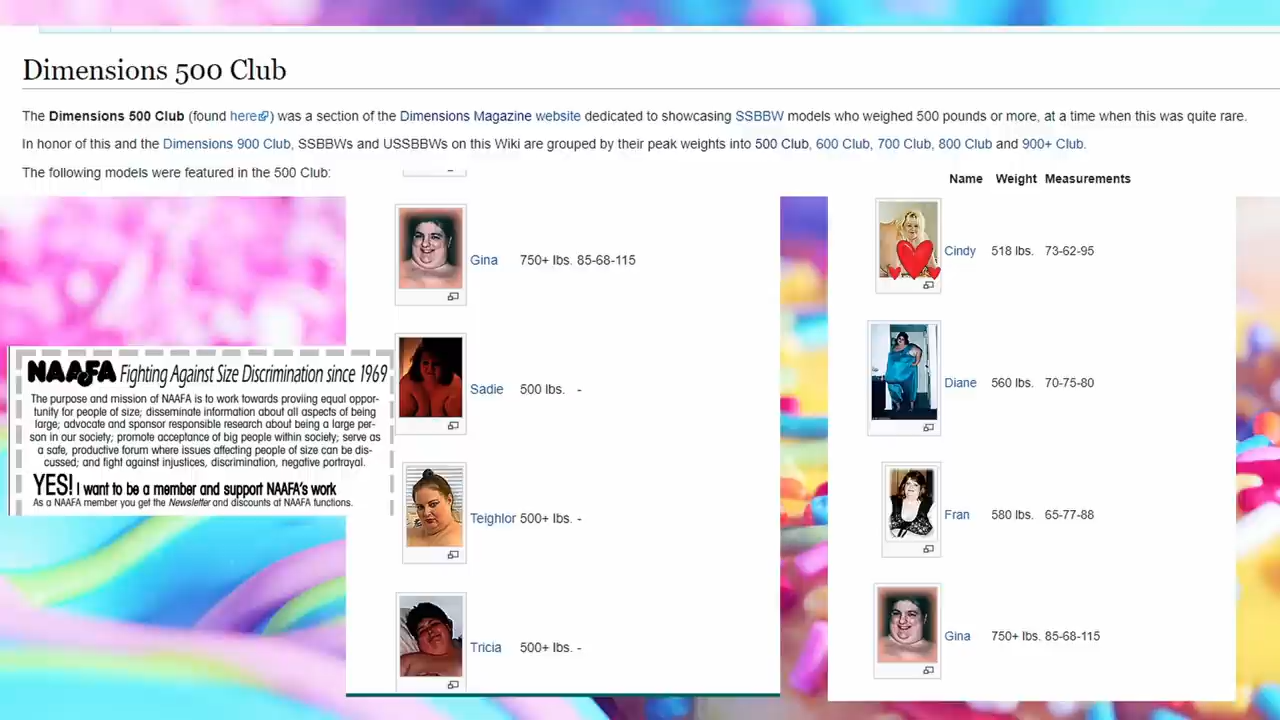 Dimensions 500 Club
The Dimensions 500 Club (found here) was a section of the Dimensions Magazine website dedicated to showcasing SSBBW models who weighed 500 pounds or more, at a time when this was quite rare.
In honor of this and the Dimensions 900 Club, SSBBWs and USSBBWs on this Wiki are grouped by their peak weights into 500 Club, 600 Club, 700 Club, 800 Club and 900+ Club.
The following models were featured in the 500 Club:
Gina 750+ lbs. 85-68-115
Sadie 500 lbs. -
Teighlor 500+ lbs. -
Tricia 500+ lbs. -
Name Weight Measurements
Cindy 518 lbs. 73-62-95
Diane 560 lbs. 70-75-80
Fran 580 lbs. 65-77-88
Gina 750+ lbs. 85-68-115
NAAFA Fighting Against Size Discrimination since 1969
The purpose and mission of NAAFA is to work towards proviing equal oppor-
tunity for people of size; disseminate information about all aspects of being
large; advocate and sponsor responsible research about being a large per-
son in our society; promote acceptance of big people within society; serve as
a safe, productive forum where issues affecting people of size can be dis-
cussed; and fight against injustices, discrimination, negative portrayal.
YES! I want to be a member and support NAAFA's work
As a NAAFA member you get the Newsletter and discounts at NAAFA functions.